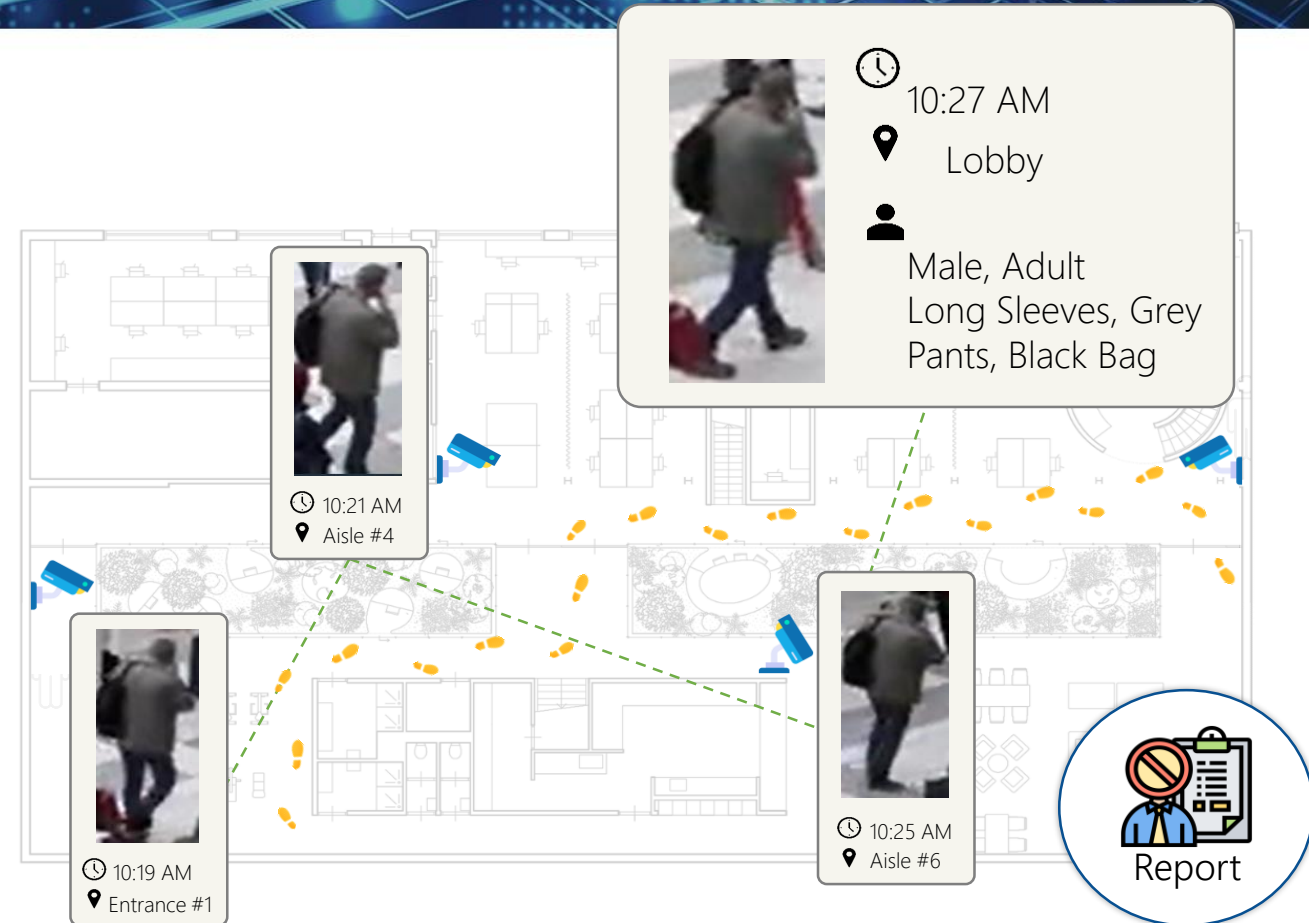 10:27 AM
Lobby
Male, Adult
Long Sleeves, Grey
Pants, Black Bag
10:21 AM
Aisle #4
10:19 AM
Entrance #1
10:25 AM
Aisle #6
Report